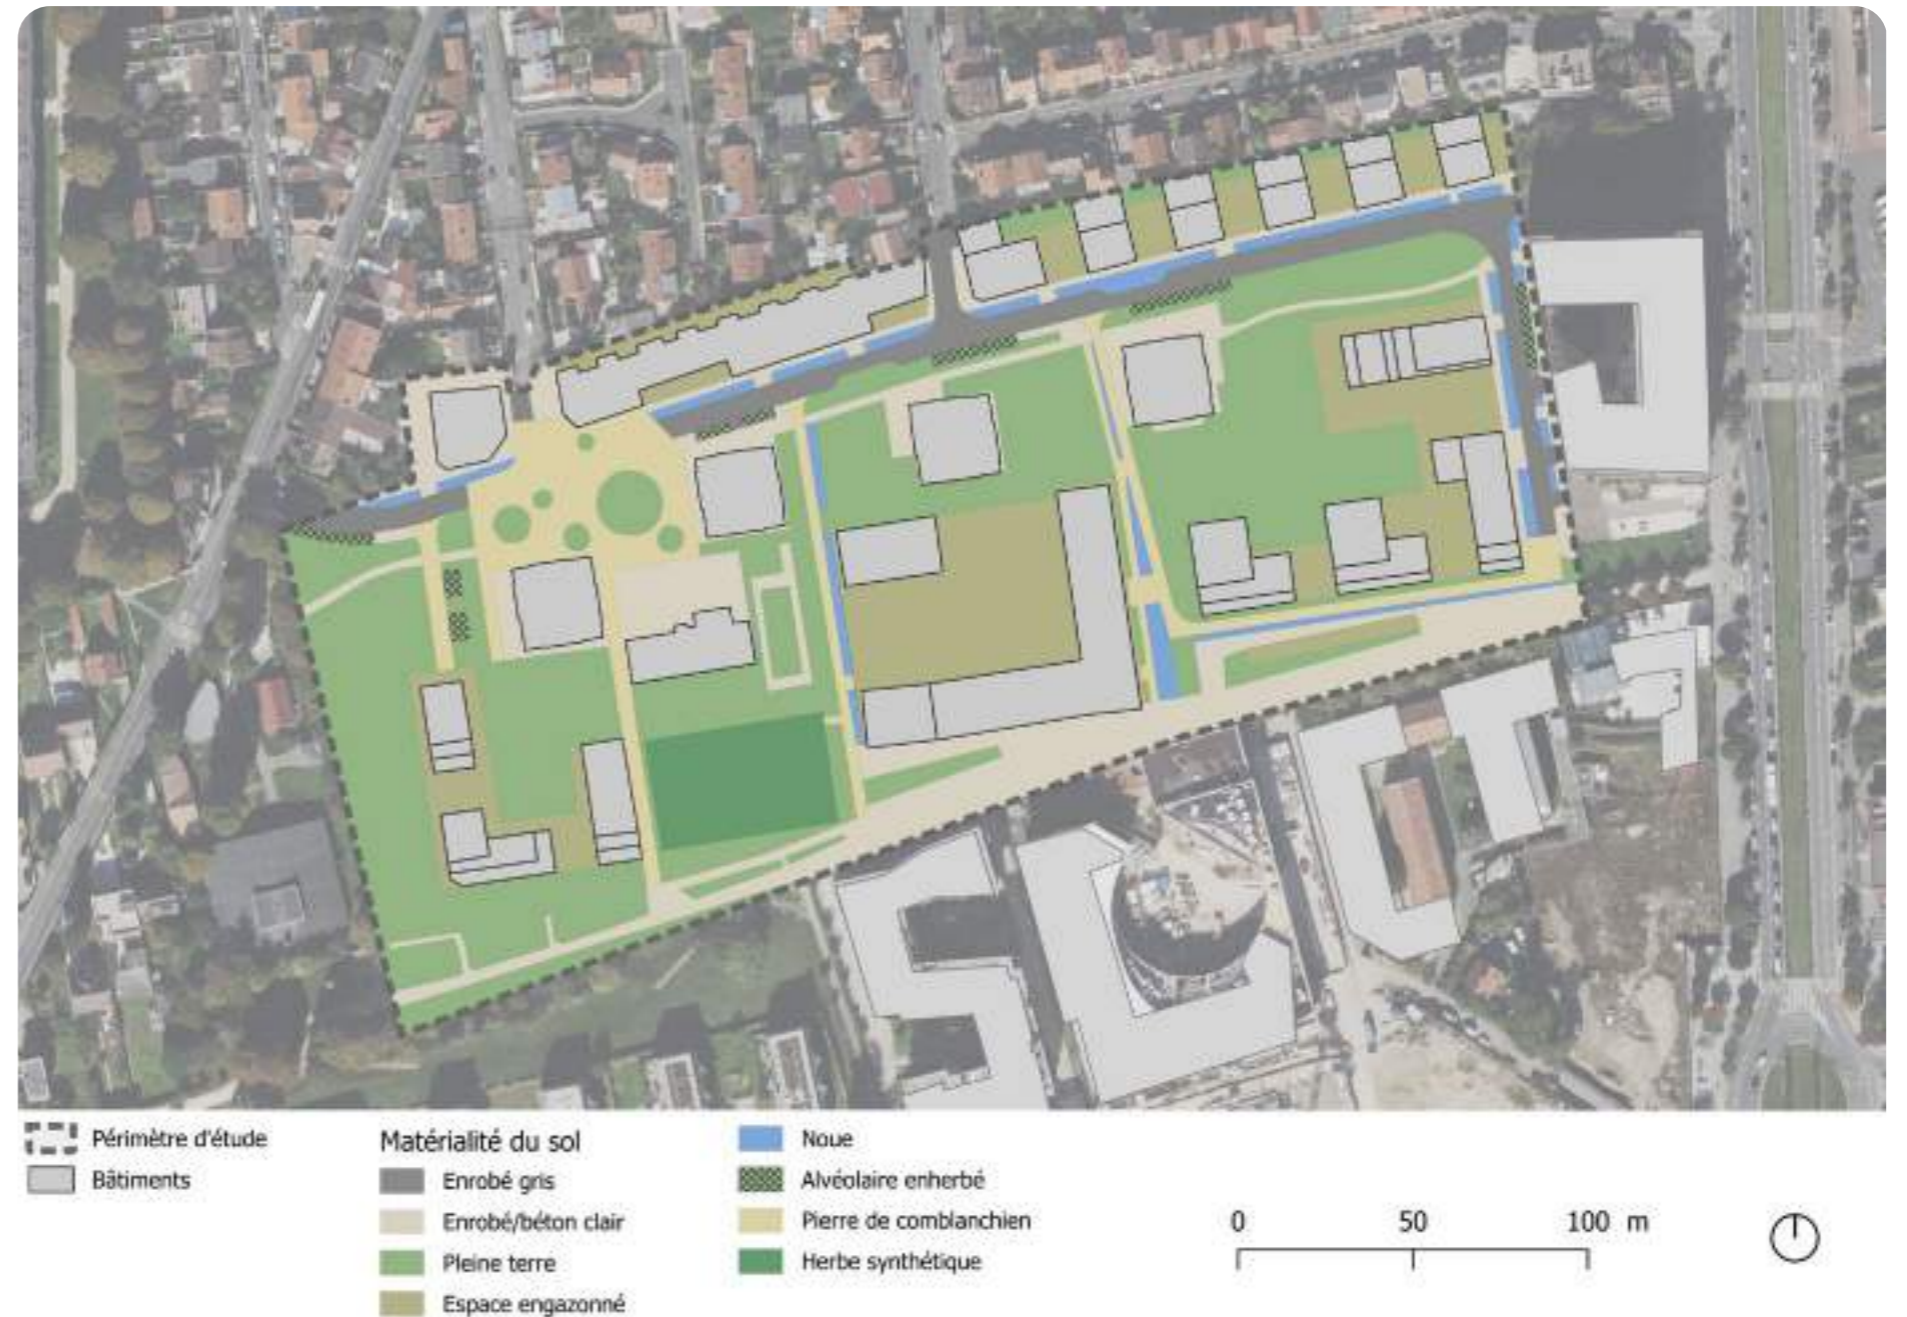 Périmètre d'étude
Bâtiments
Matérialité du sol
Enrobé gris
Enrobé/béton clair
Pleine terre
Espace engazonné
Noue
Alvéolaire enherbé
Pierre de comblanchien
Herbe synthétique
0 50 100 m